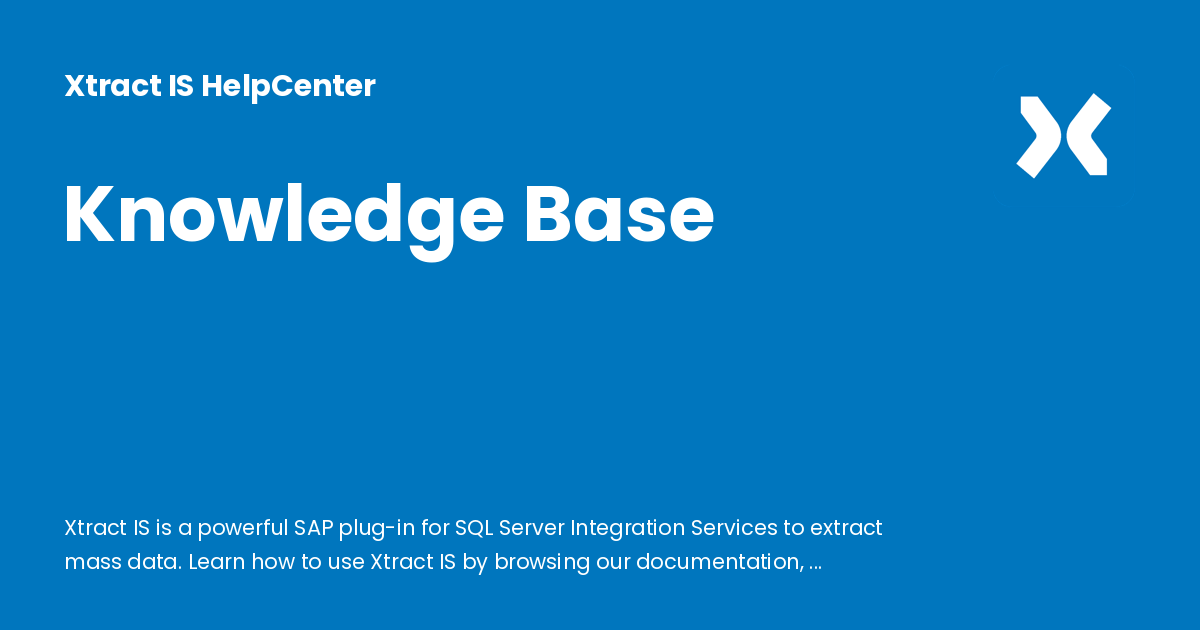 Xtract IS HelpCenter
Knowledge Base
Xtract IS is a powerful SAP plug-in for SQL Server Integration Services to extract
mass data. Learn how to use Xtract IS by browsing our documentation, ...